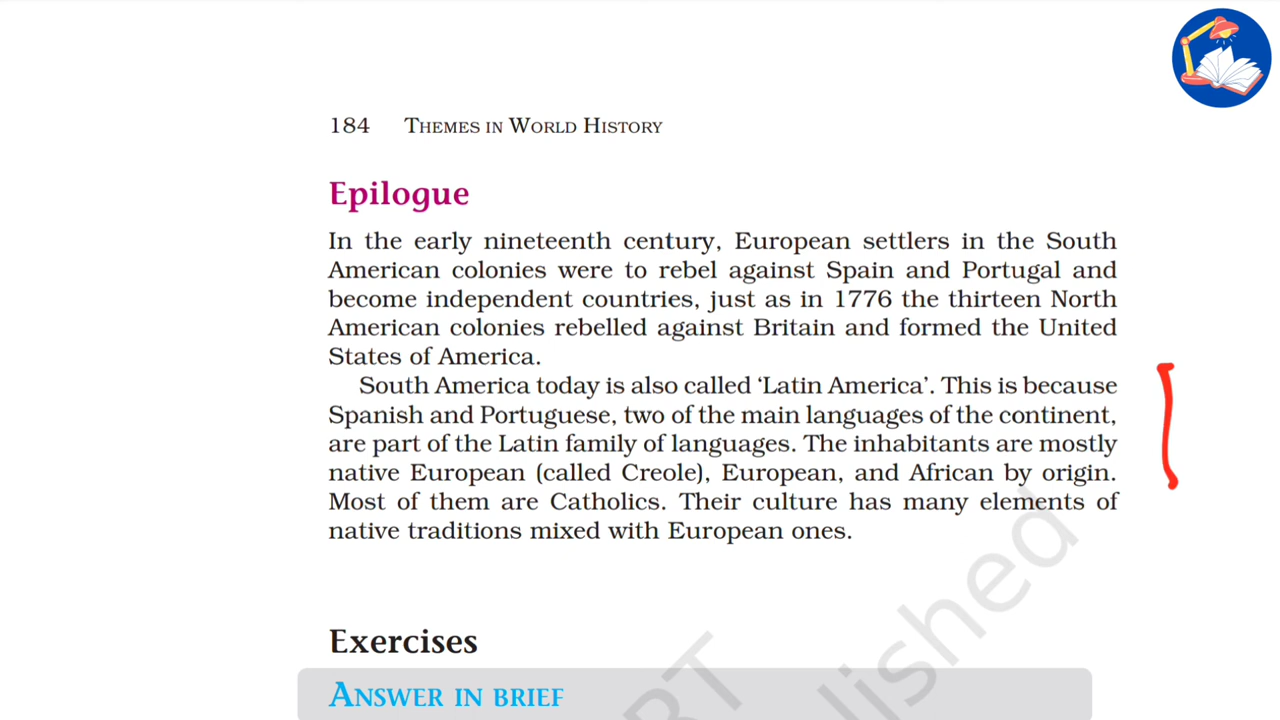 184 THEMES IN WORLD HISTORY
Epilogue
In the early nineteenth century, European settlers in the South
American colonies were to rebel against Spain and Portugal and
become independent countries, just as in 1776 the thirteen North
American colonies rebelled against Britain and formed the United
States of America.
South America today is also called ‘Latin America’. This is because
Spanish and Portuguese, two of the main languages of the continent,
are part of the Latin family of languages. The inhabitants are mostly
native European (called Creole), European, and African by origin.
Most of them are Catholics. Their culture has many elements of
native traditions mixed with European ones.
Exercises
ANSWER IN BRIEF